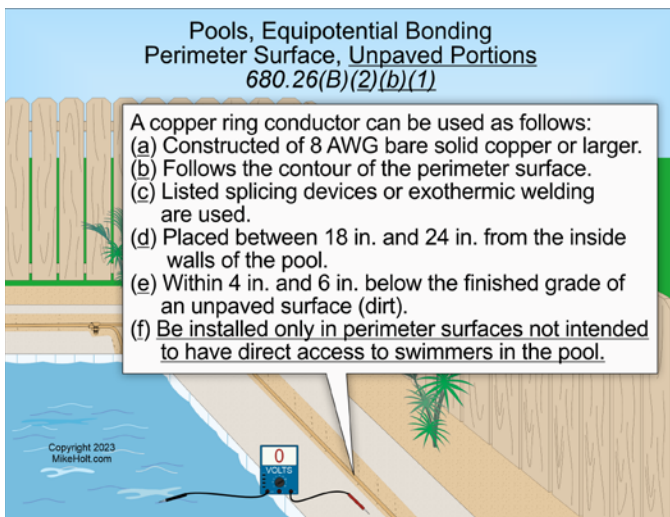 Pools, Equipotential Bonding
Perimeter Surface, Unpaved Portions
680.26(B)(2)(b)(1)
A copper ring conductor can be used as follows:
(a) Constructed of 8 AWG bare solid copper or larger.
(b) Follows the contour of the perimeter surface.
(c) Listed splicing devices or exothermic welding
are used.
(d) Placed between 18 in. and 24 in. from the inside
walls of the pool.
(e) Within 4 in. and 6 in. below the finished grade of
an unpaved surface (dirt).
(f) Be installed only in perimeter surfaces not intended
to have direct access to swimmers in the pool.
Copyright 2023
MikeHolt.com
0
VOLTS